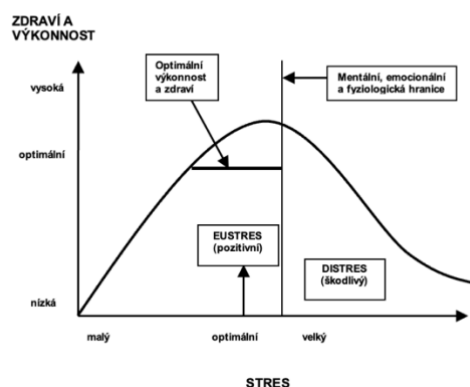 ZDRAVÍ A
VÝKONNOST
Optimální
výkonnost
a zdraví
Mentální, emocionální
a fyziologická hranice
vysoká
optimální
EUSTRES
(pozitivní)
DISTRES
(škodlivý)
nízká
malý
optimální
velký
STRES